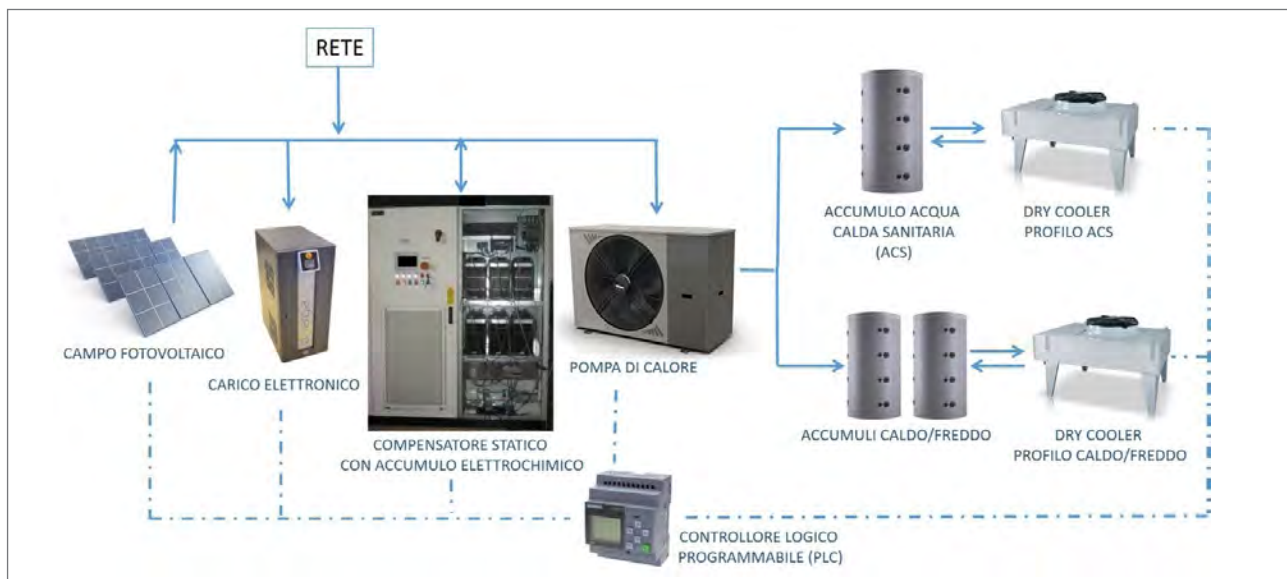 RETE
CAMPO FOTOVOLTAICO
CARICO ELETTRONICO
COMPENSATORE STATICO
CON ACCUMULO ELETTROCHIMICO
POMPA DI CALORE
ACCUMULO ACQUA
CALDA SANITARIA
(ACS)
DRY COOLER
PROFILO ACS
ACCUMULI CALDO/FREDDO
DRY COOLER
PROFILO CALDO/FREDDO
CONTROLLORE LOGICO
PROGRAMMABILE (PLC)